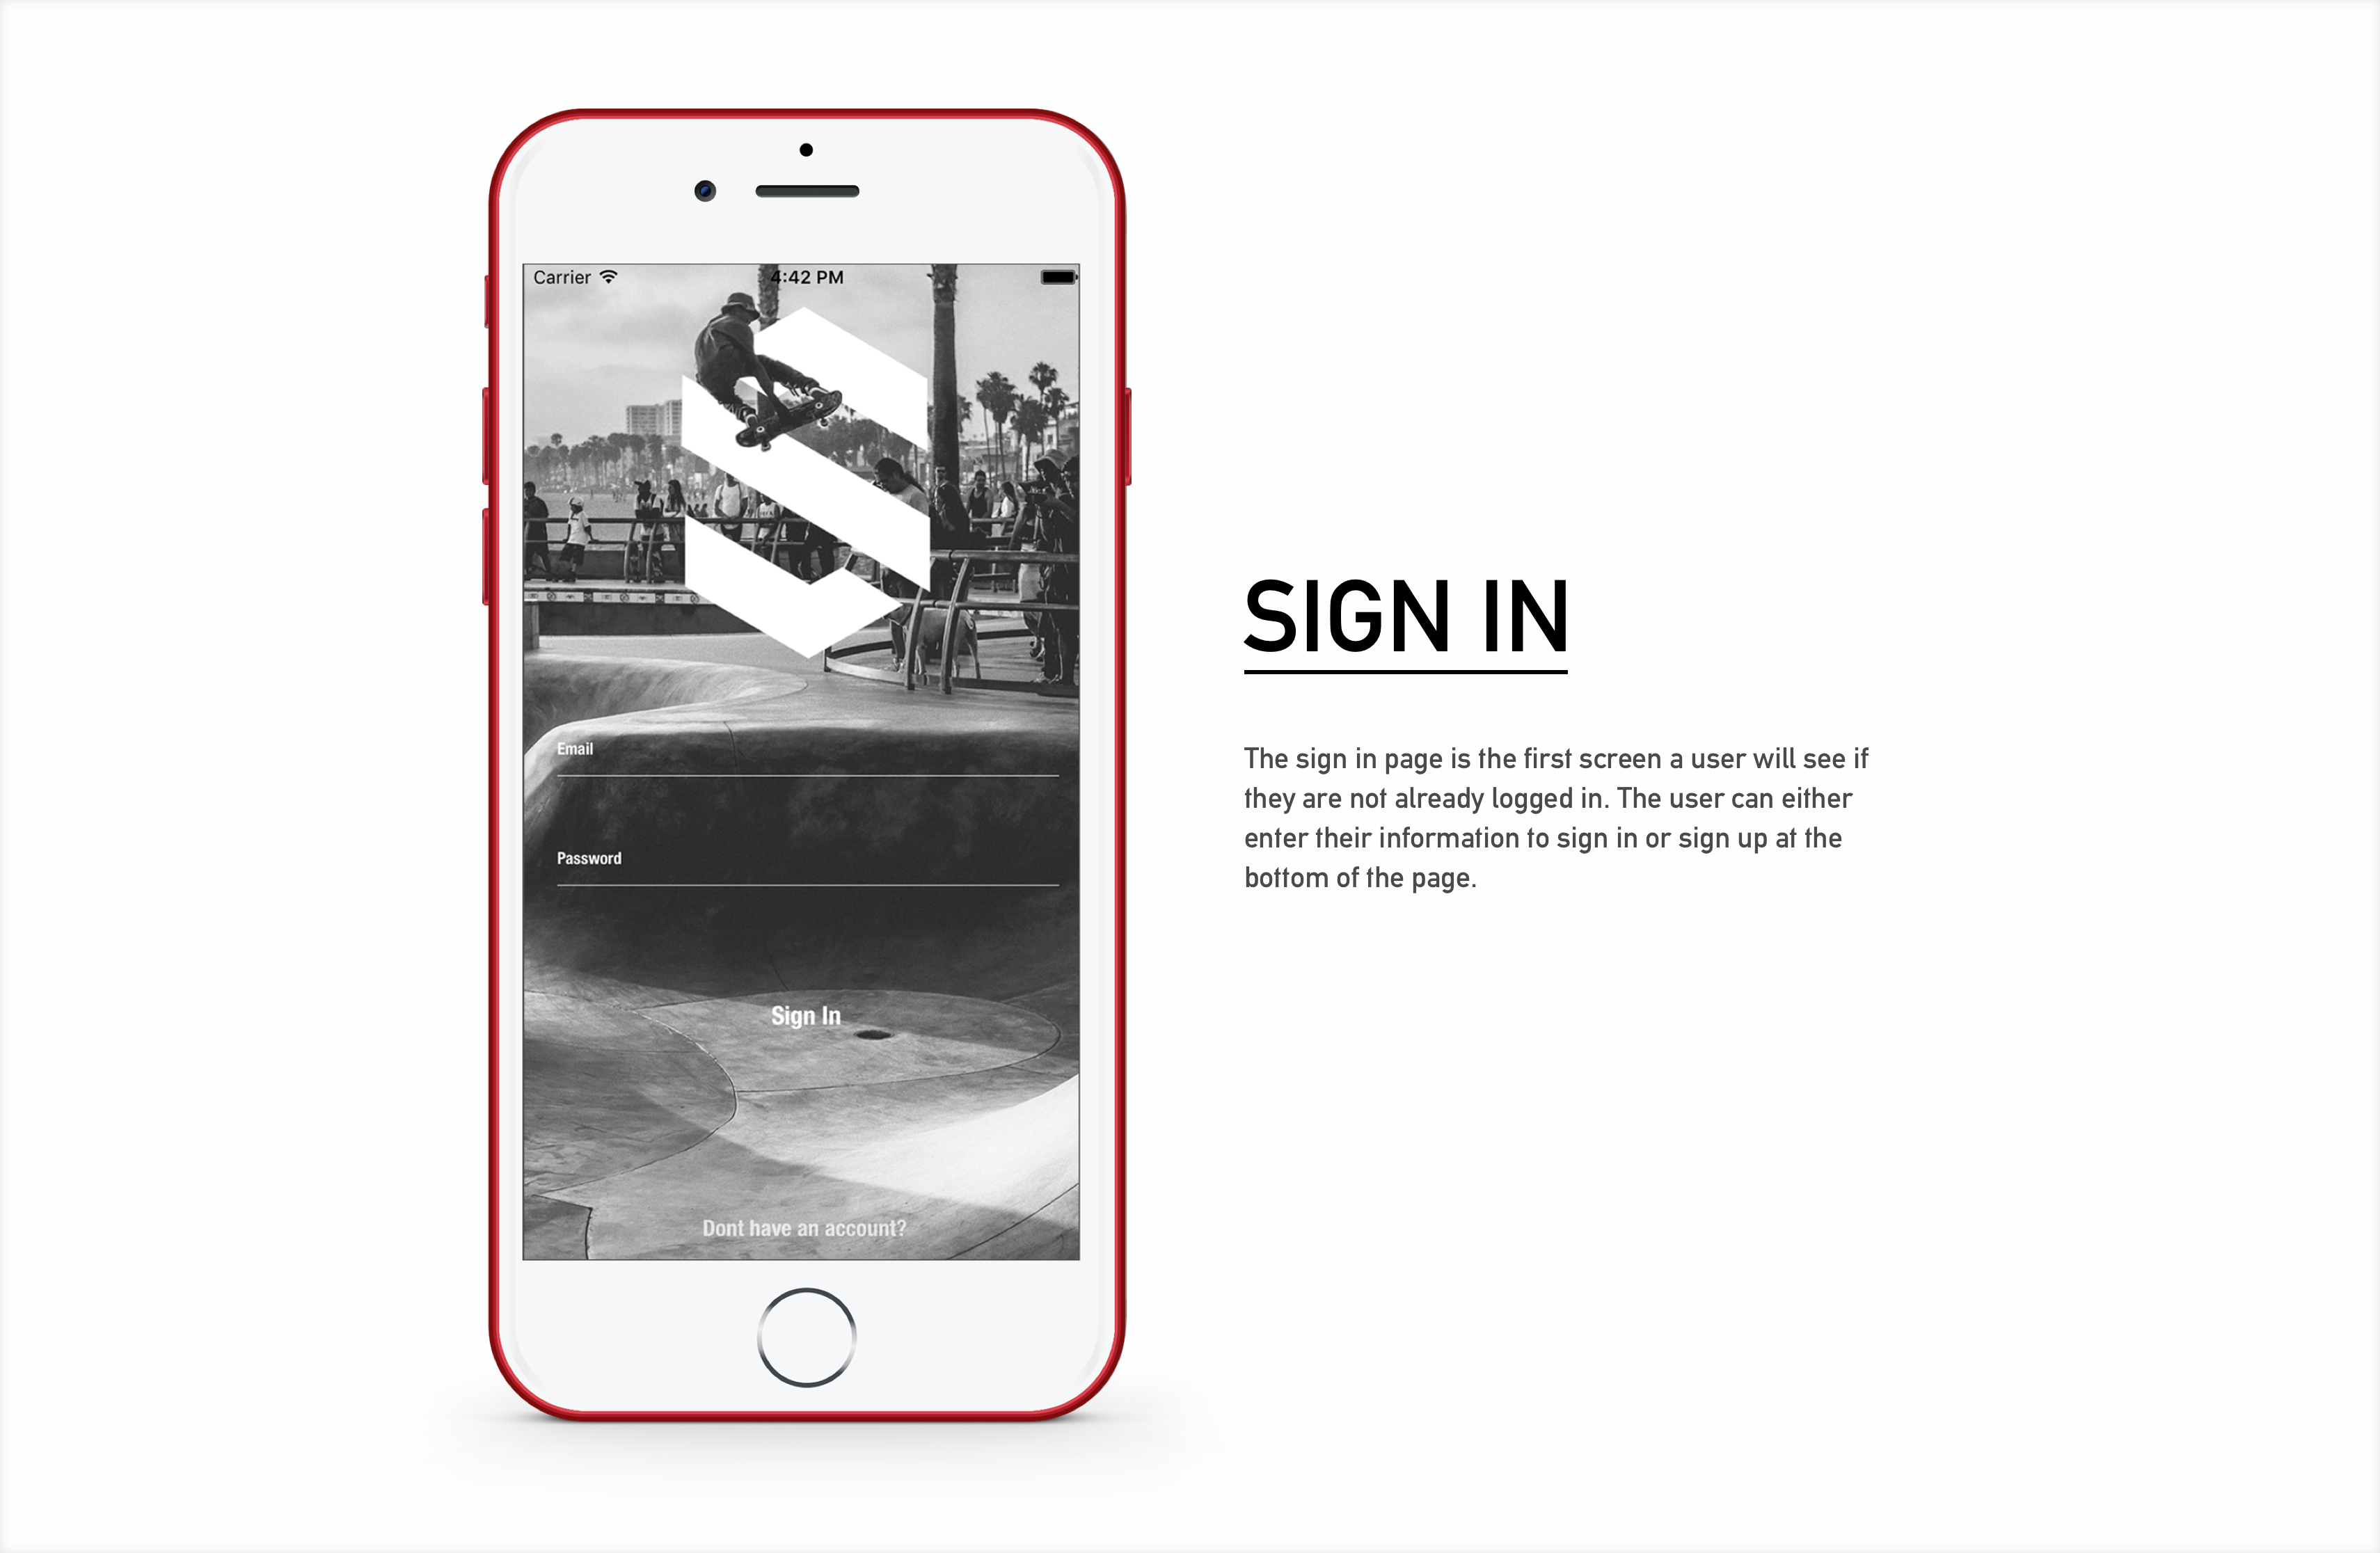 Carrier 4:42 PM
Email
Password
Sign In
Dont have an account?
SIGN IN
The sign in page is the first screen a user will see if
they are not already logged in. The user can either
enter their information to sign in or sign up at the
bottom of the page.